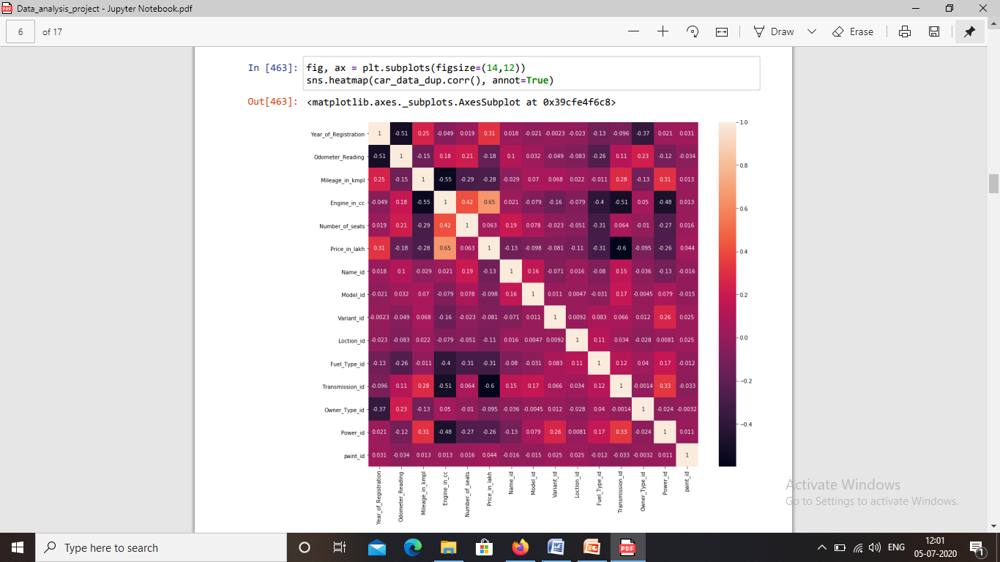 Data_analysis_project - Jupyter Notebook.pdf
6 of 17 Draw Erase
In [463]: fig, ax = plt.subplots(figsize=(14,12))
sns.heatmap(car_data_dup.corr(), annot=True)
Out[463]: <matplotlib.axes._subplots.AxesSubplot at 0x39cfe4f6c8>
Year_of_Registration 1 -0.51 0.25 -0.049 0.019 0.31 0.018 -0.021 -0.0023 -0.023 -0.13 -0.096 -0.37 0.021 0.031
Odometer_Reading -0.51 1 -0.15 0.18 0.21 -0.18 0.1 0.032 -0.049 -0.083 -0.26 0.11 0.23 -0.12 -0.034
Mileage_in_kmpl 0.25 -0.15 1 -0.55 -0.29 -0.28 -0.029 0.07 0.068 0.022 -0.011 0.28 -0.13 0.31 0.013
Engine_in_cc -0.049 0.18 -0.55 1 0.42 0.65 0.021 -0.079 -0.16 -0.079 -0.4 -0.51 0.05 -0.48 0.013
Number_of_seats 0.019 0.21 -0.29 0.42 1 0.063 0.19 0.078 -0.023 -0.051 -0.31 0.064 -0.01 -0.27 0.016
Price_in_lakh 0.31 -0.18 -0.28 0.65 0.063 1 -0.13 -0.098 -0.081 -0.11 -0.31 -0.6 -0.095 -0.26 0.044
Name_id 0.018 0.1 -0.029 0.021 0.19 -0.13 1 0.16 -0.071 0.016 -0.08 0.15 -0.036 -0.13 -0.016
Model_id -0.021 0.032 0.07 -0.079 0.078 -0.098 0.16 1 0.011 0.0047 -0.031 0.17 -0.0045 0.079 -0.015
Variant_id -0.0023 -0.049 0.068 -0.16 -0.023 -0.081 -0.071 0.011 1 0.0092 0.083 0.066 0.012 0.26 0.025
Loction_id -0.023 -0.083 0.022 -0.079 -0.051 -0.11 0.016 0.0047 0.0092 1 0.11 0.034 -0.028 0.0081 0.025
Fuel_Type_id -0.13 -0.26 -0.011 -0.4 -0.31 -0.31 -0.08 -0.031 0.083 0.11 1 0.12 0.04 0.17 -0.012
Transmission_id -0.096 0.11 0.28 -0.51 0.064 -0.6 0.15 0.17 0.066 0.034 0.12 1 -0.0014 0.33 -0.033
Owner_Type_id -0.37 0.23 -0.13 0.05 -0.01 -0.095 -0.036 -0.0045 0.012 -0.028 0.04 -0.0014 1 -0.024 -0.0032
Power_id 0.021 -0.12 0.31 -0.48 -0.27 -0.26 -0.13 0.079 0.26 0.0081 0.17 0.33 -0.024 1 0.011
paint_id 0.031 -0.034 0.013 0.013 0.016 0.044 -0.016 -0.015 0.025 0.025 -0.012 -0.033 -0.0032 0.011 1
Year_of_Registration
Odometer_Reading
Mileage_in_kmpl
Engine_in_cc
Number_of_seats
Price_in_lakh
Name_id
Model_id
Variant_id
Loction_id
Fuel_Type_id
Transmission_id
Owner_Type_id
Power_id
paint_id
1.0
0.8
0.6
0.4
0.2
0.0
−0.2
−0.4
Activate Windows
Go to Settings to activate Windows.
Type here to search
PDF
ENG
12:01
05-07-2020
1